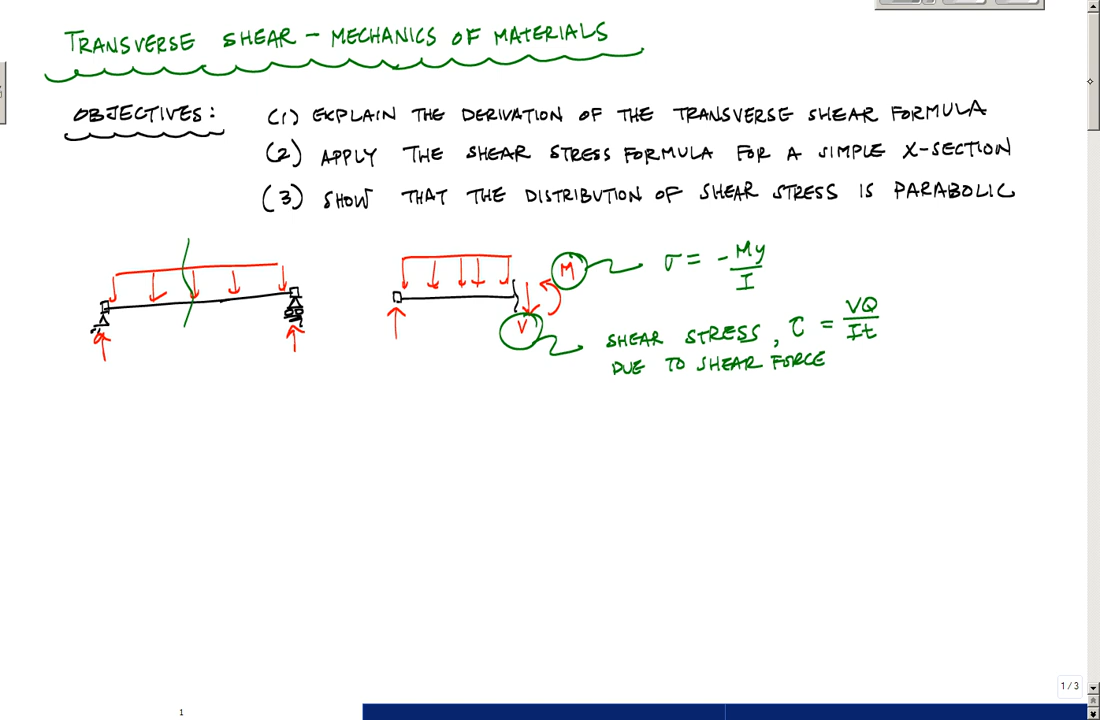 TRANSVERSE SHEAR – MECHANICS OF MATERIALS
OBJECTIVES: (1) EXPLAIN THE DERIVATION OF THE TRANSVERSE SHEAR FORMULA
(2) APPLY THE SHEAR STRESS FORMULA FOR A SIMPLE X-SECTION
(3) SHOW THAT THE DISTRIBUTION OF SHEAR STRESS IS PARABOLIC
M
σ = -My/I
V
SHEAR STRESS, τ = VQ/It
DUE TO SHEAR FORCE
1 / 3
1